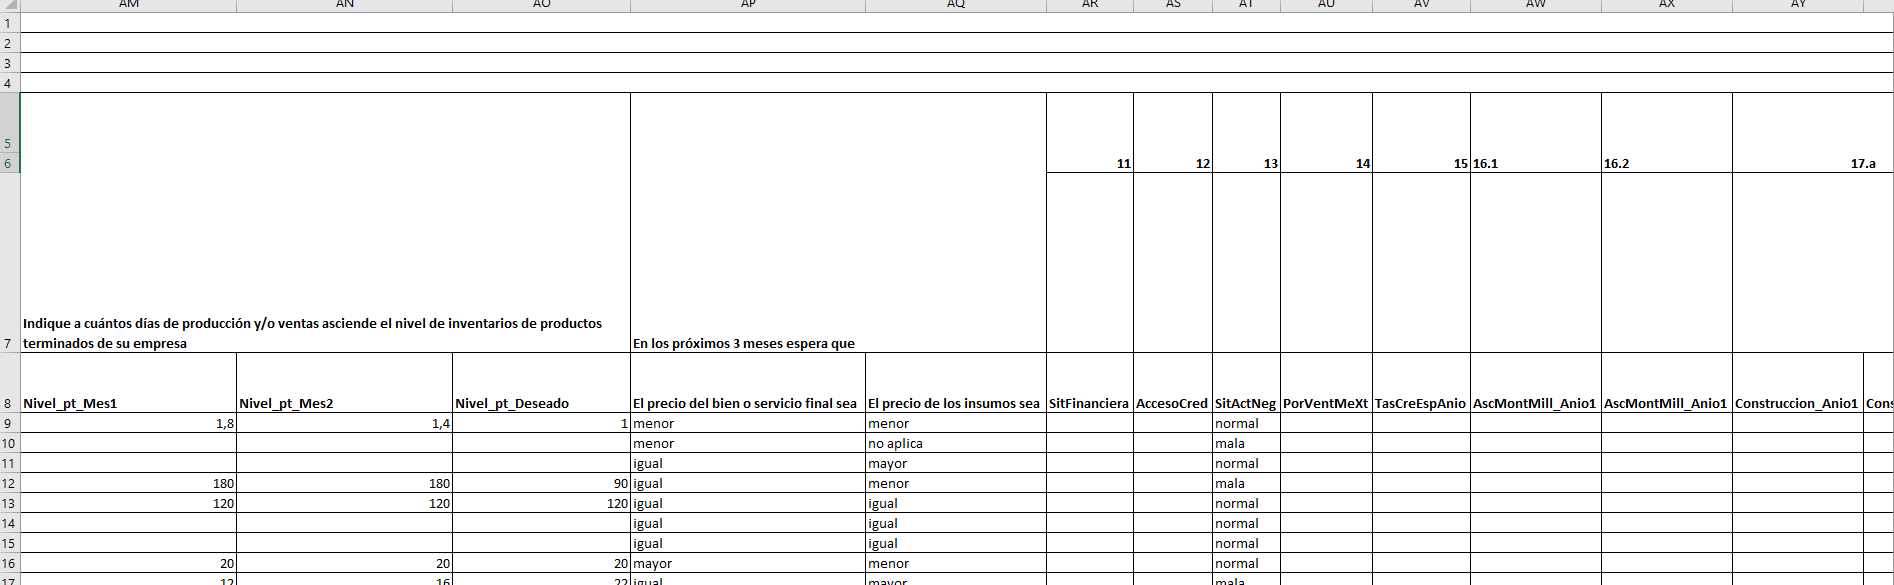 AM AN AO AP AQ AR AS AT AU AV AW AX AY
1
2
3
4
5
6 11 12 13 14 15 16.1 16.2 17.a
Indique a cuántos días de producción y/o ventas asciende el nivel de inventarios de productos
7 terminados de su empresa En los próximos 3 meses espera que
8 Nivel_pt_Mes1 Nivel_pt_Mes2 Nivel_pt_Deseado El precio del bien o servicio final sea El precio de los insumos sea SitFinanciera AccesoCred SitActNeg PorVentMeXt TasCreEspAnio AscMontMill_Anio1 AscMontMill_Anio1 Construccion_Anio1 Cons
9 1,8 1,4 1 menor menor normal
10 menor no aplica mala
11 igual mayor normal
12 180 180 90 igual menor mala
13 120 120 120 igual igual normal
14 igual igual normal
15 igual igual normal
16 20 20 20 mayor menor normal
17 12 16 22 igual mayor mala